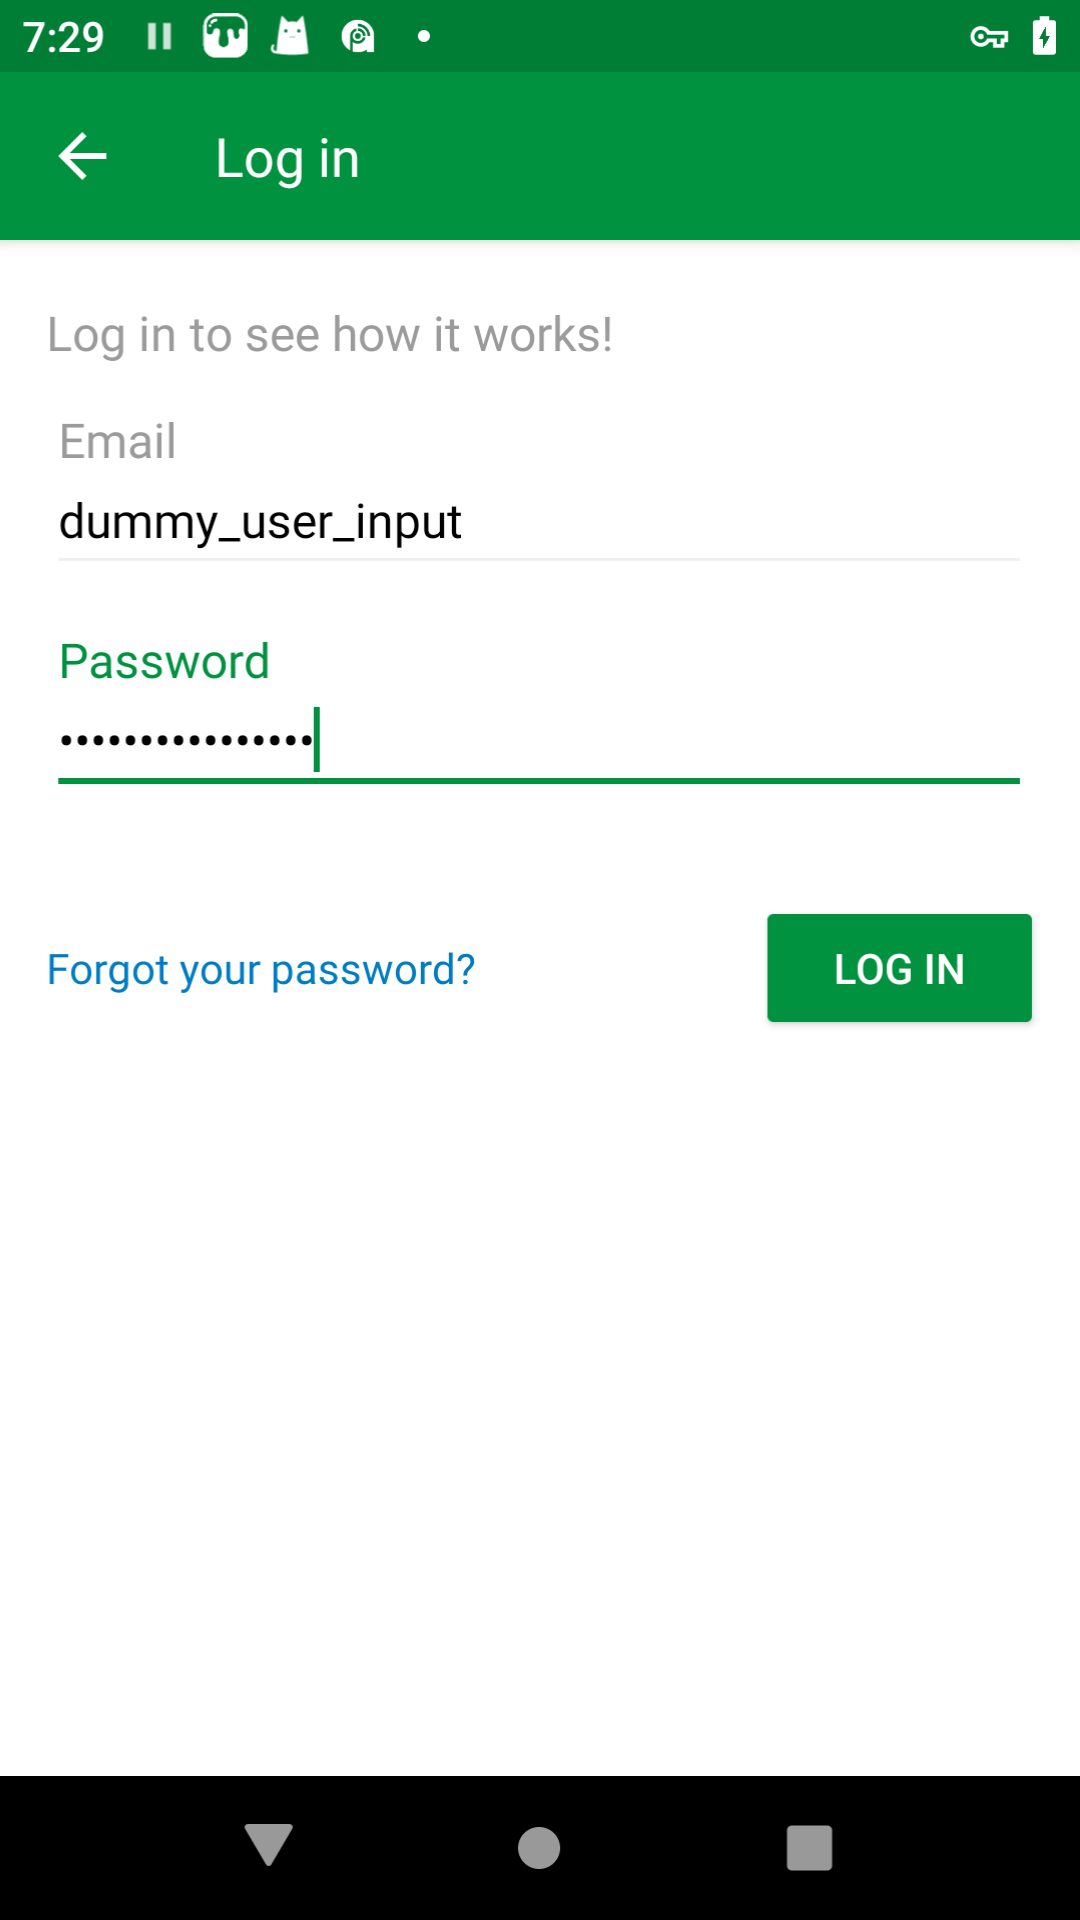 7:29
Log in
Log in to see how it works!
Email
dummy_user_input
Password
••••••••••••••••
Forgot your password?
LOG IN